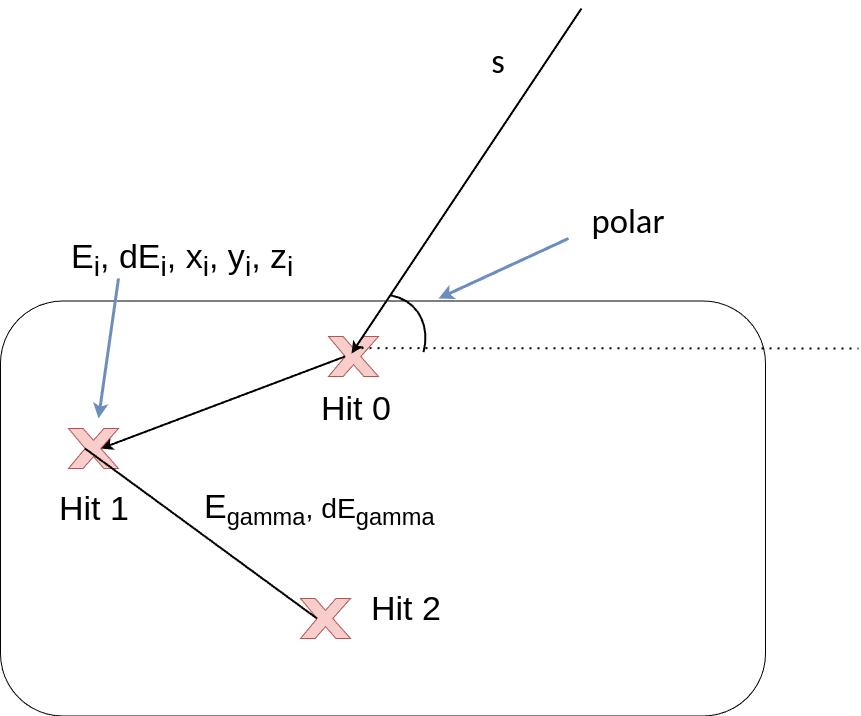 s
polar
Ei, dEi, xi, yi, zi
Hit 0
Hit 1
Egamma, dEgamma
Hit 2